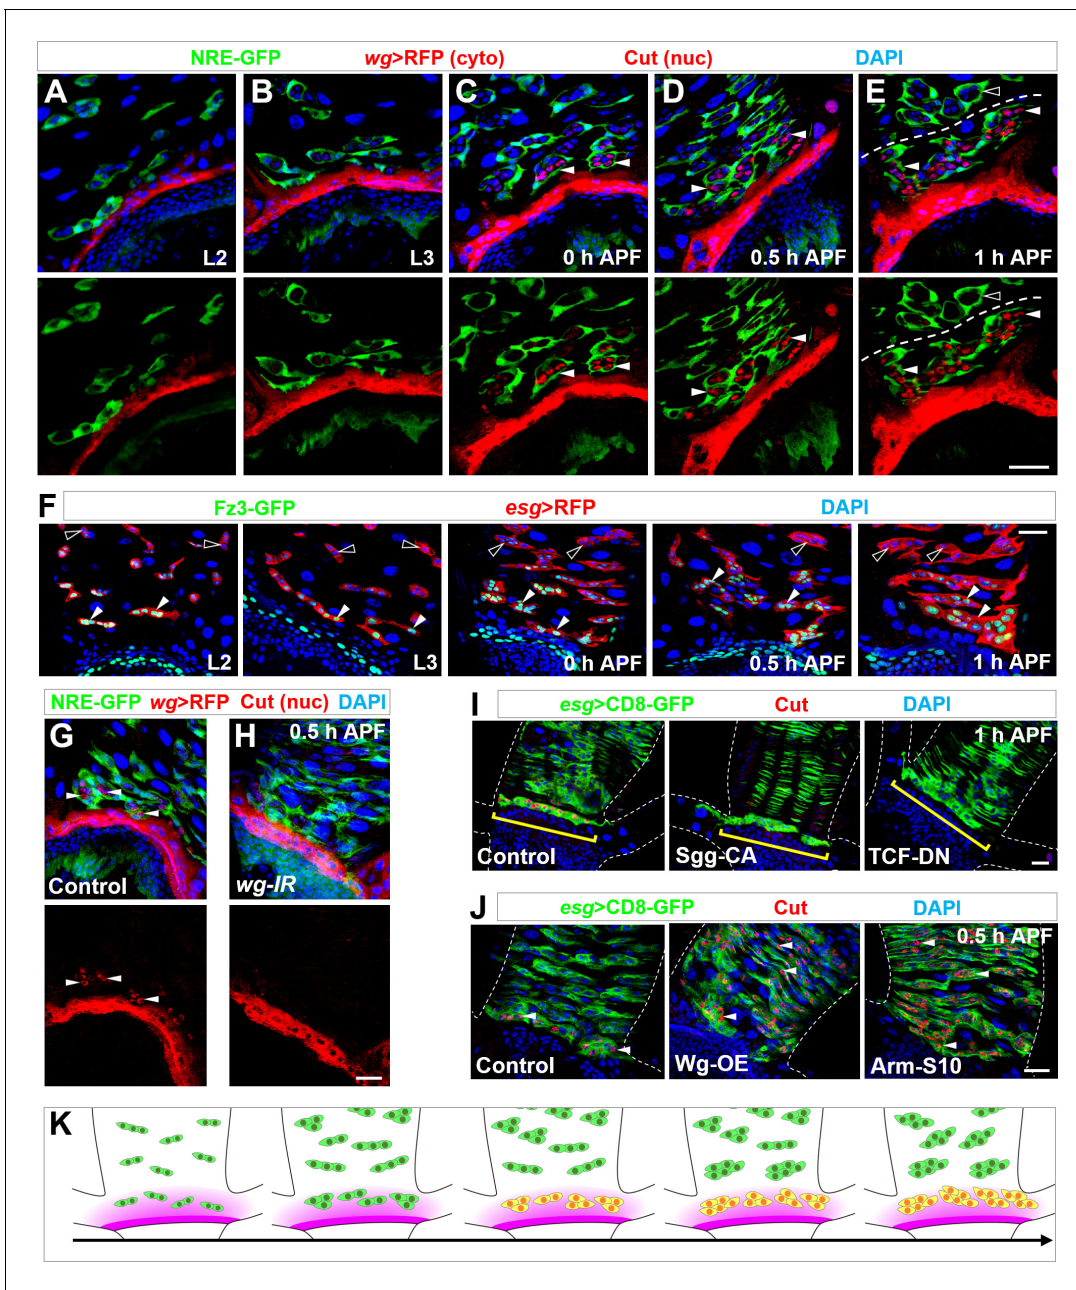 NRE-GFP wg>RFP (cyto) Cut (nuc) DAPI
A B C D E
L2 L3 0 h APF 0.5 h APF 1 h APF
F Fz3-GFP esg>RFP DAPI
L2 L3 0 h APF 0.5 h APF 1 h APF
NRE-GFP wg>RFP Cut (nuc) DAPI
G H 0.5 h APF
Control wg-IR
I esg>CD8-GFP Cut DAPI
1 h APF
Control Sgg-CA TCF-DN
J esg>CD8-GFP Cut DAPI
0.5 h APF
Control Wg-OE Arm-S10
K